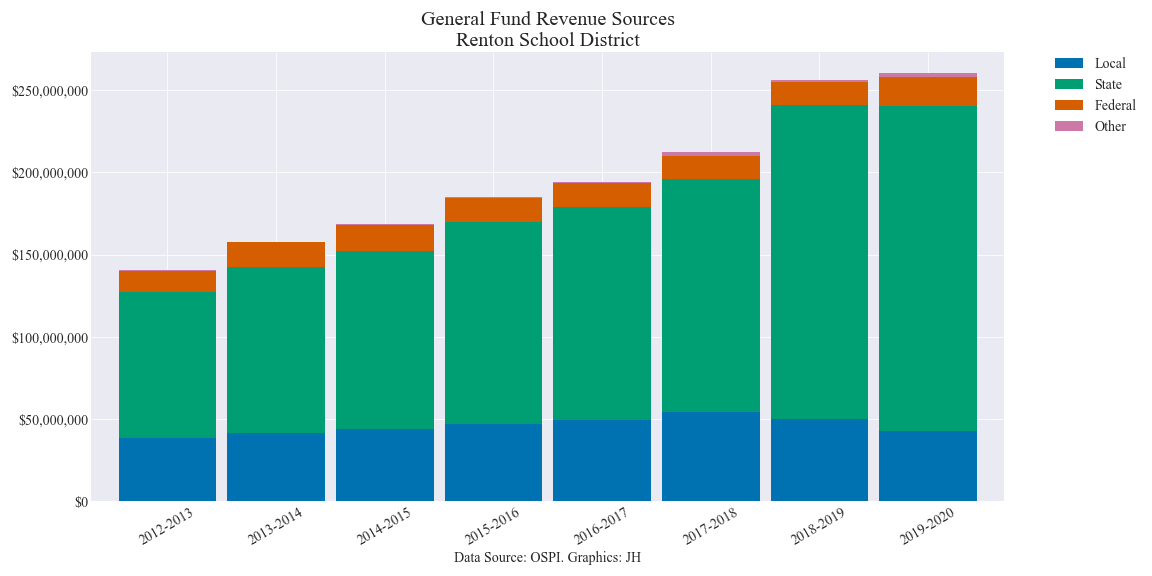 General Fund Revenue Sources
Renton School District
Local
State
Federal
Other
$250,000,000
$200,000,000
$150,000,000
$100,000,000
$50,000,000
$0
2012-2013
2013-2014
2014-2015
2015-2016
2016-2017
2017-2018
2018-2019
2019-2020
Data Source: OSPI. Graphics: JH